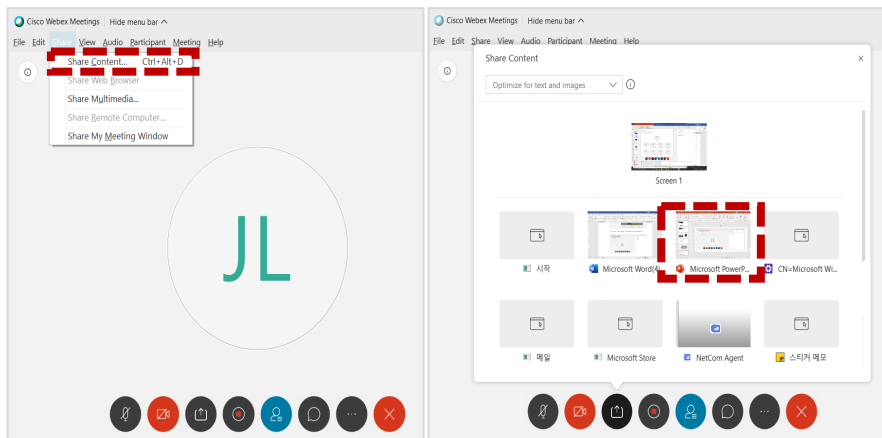 Cisco Webex Meetings Hide menu bar
File Edit Share View Audio Participant Meeting Help
Share Content... Ctrl+Alt+D
Share Web Browser
Share Multimedia...
Share Remote Computer...
Share My Meeting Window
JL
Cisco Webex Meetings Hide menu bar
File Edit Share View Audio Participant Meeting Help
Share Content
Optimize for text and images
Screen 1
시작 Microsoft Word(4) Microsoft PowerP... CN=Microsoft Wi...
메일 Microsoft Store NetCom Agent 스티커 메모